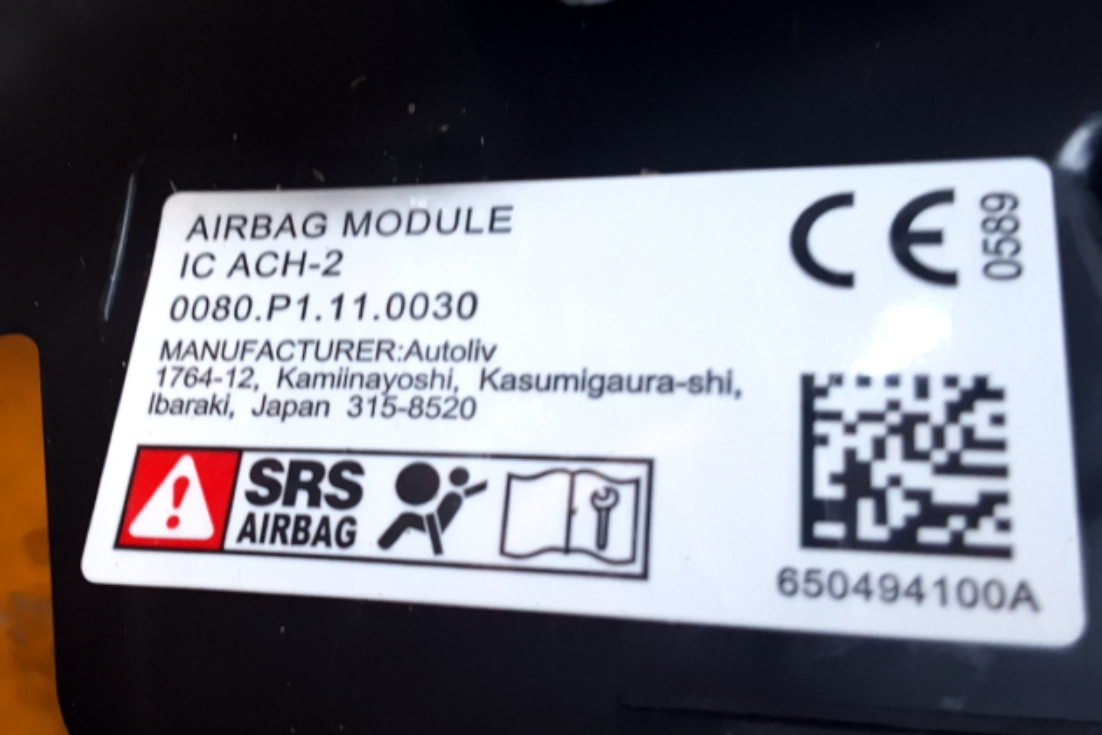 AIRBAG MODULE
IC ACH-2
0080.P1.11.0030
MANUFACTURER:Autoliv
1764-12, Kamiinayoshi, Kasumigaura-shi,
Ibaraki, Japan 315-8520
CE 0589
SRS
AIRBAG
650494100A